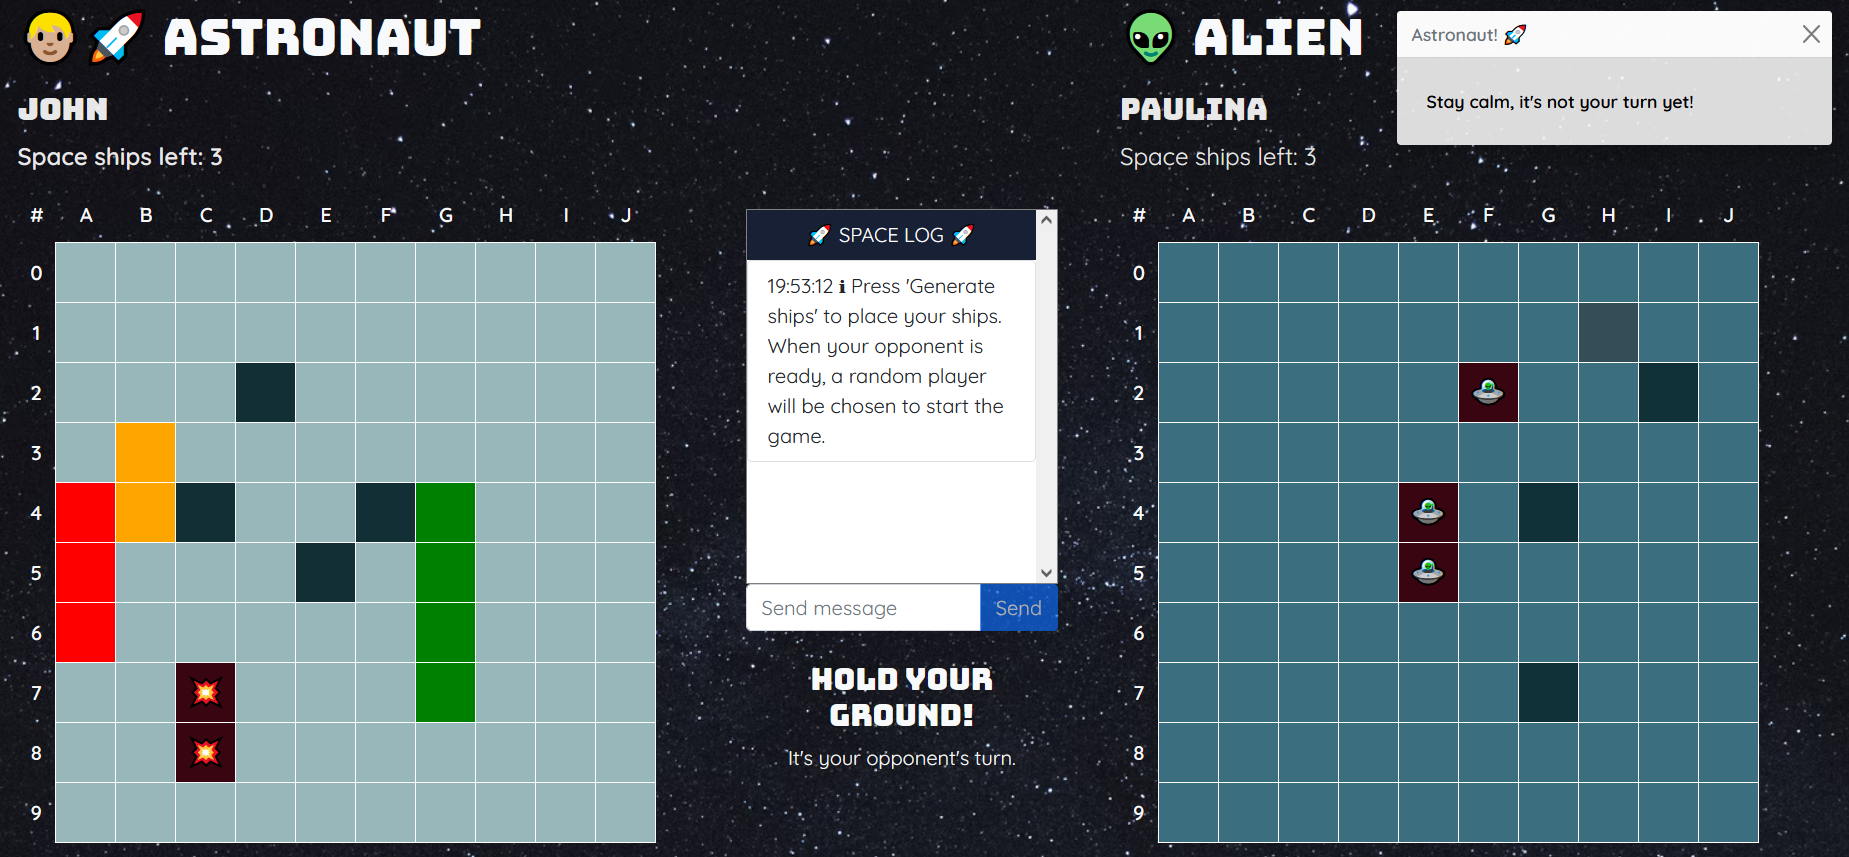 ASTRONAUT
JOHN
Space ships left: 3
# A B C D E F G H I J
0
1
2
3
4
5
6
7
8
9
🚀 SPACE LOG 🚀
19:53:12 ℹ Press 'Generate
ships' to place your ships.
When your opponent is
ready, a random player
will be chosen to start the
game.
Send message
Send
HOLD YOUR
GROUND!
It's your opponent's turn.
ALIEN
PAULINA
Space ships left: 3
Astronaut! 🚀
Stay calm, it's not your turn yet!
# A B C D E F G H I J
0
1
2
3
4
5
6
7
8
9